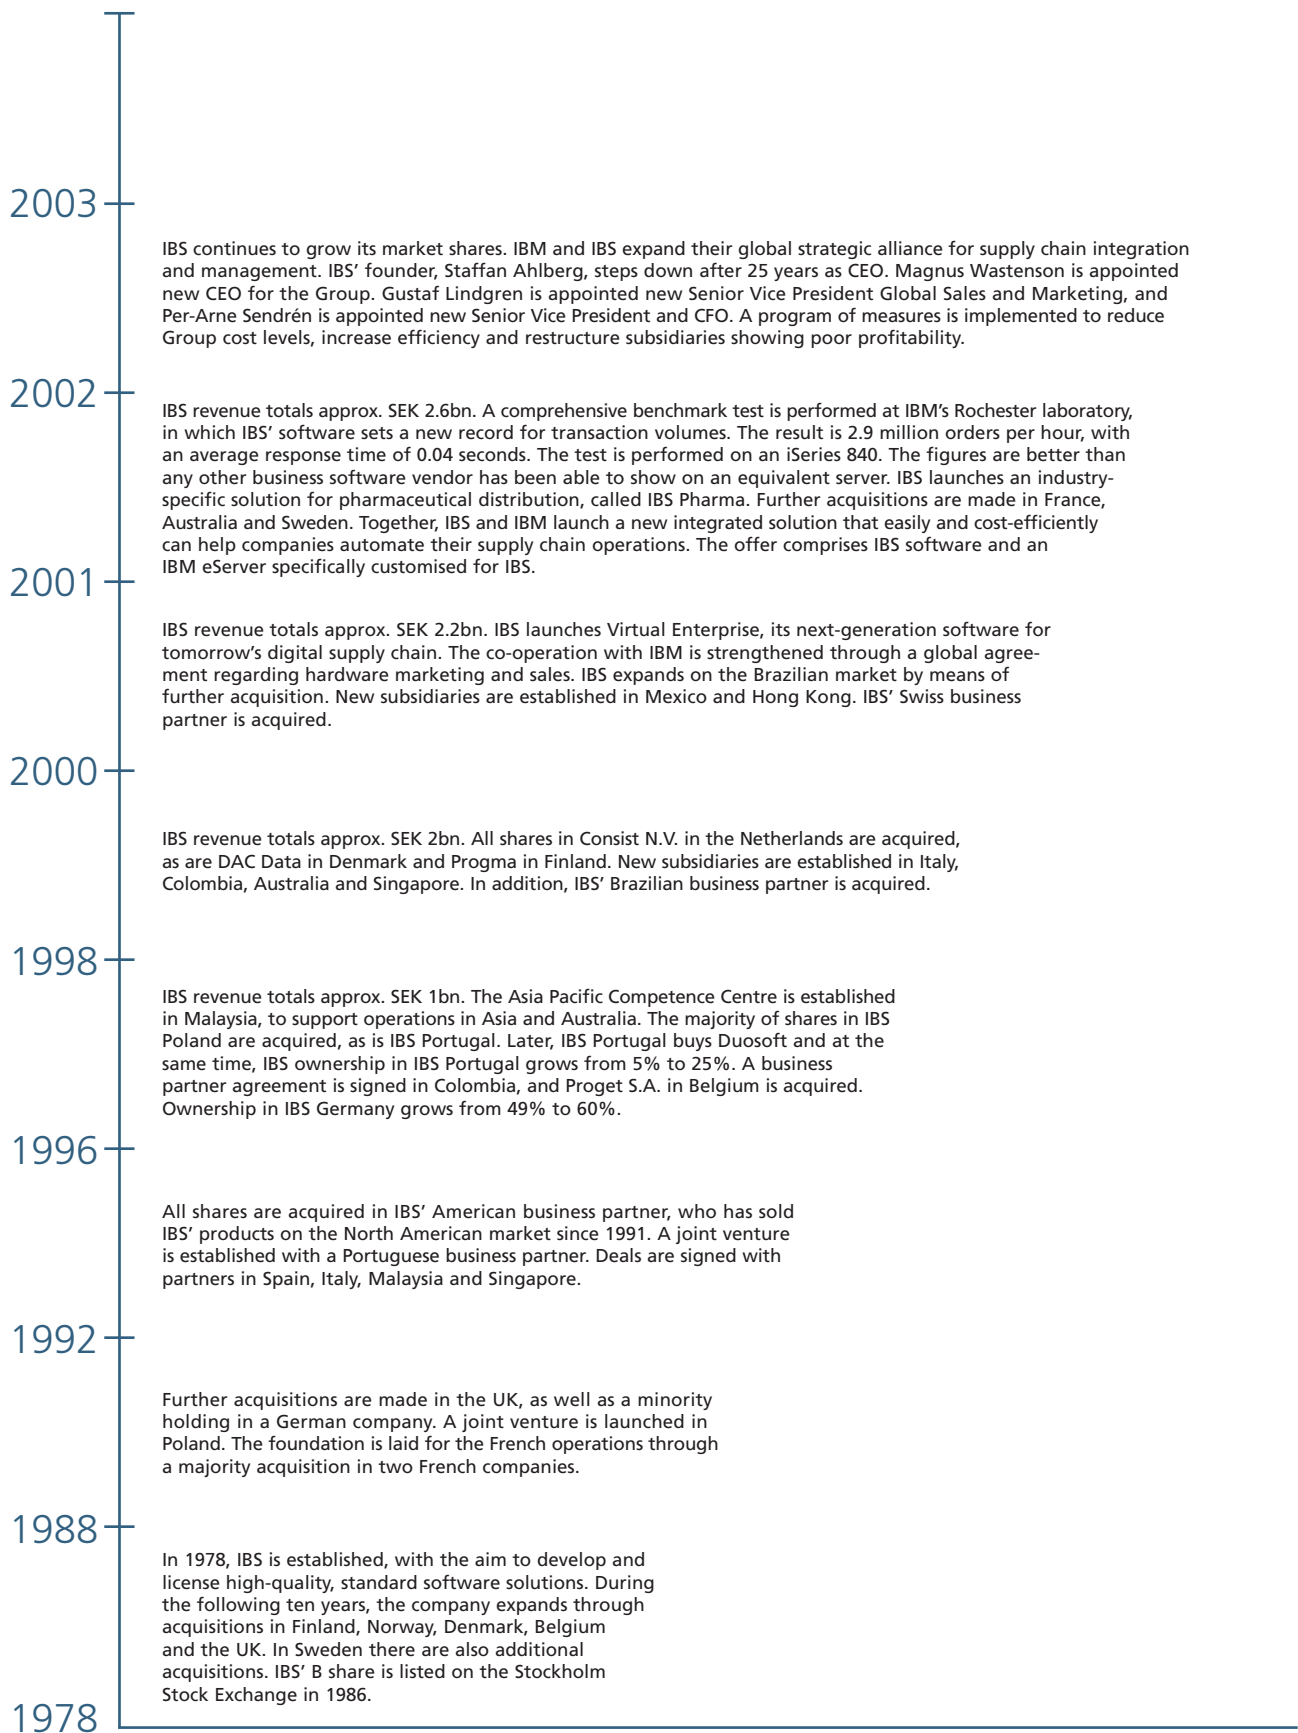 2003
IBS continues to grow its market shares. IBM and IBS expand their global strategic alliance for supply chain integration
and management. IBS’ founder, Staffan Ahlberg, steps down after 25 years as CEO. Magnus Wastenson is appointed
new CEO for the Group. Gustaf Lindgren is appointed new Senior Vice President Global Sales and Marketing, and
Per-Arne Sendrén is appointed new Senior Vice President and CFO. A program of measures is implemented to reduce
Group cost levels, increase efficiency and restructure subsidiaries showing poor profitability.
2002
IBS revenue totals approx. SEK 2.6bn. A comprehensive benchmark test is performed at IBM’s Rochester laboratory,
in which IBS’ software sets a new record for transaction volumes. The result is 2.9 million orders per hour, with
an average response time of 0.04 seconds. The test is performed on an iSeries 840. The figures are better than
any other business software vendor has been able to show on an equivalent server. IBS launches an industry-
specific solution for pharmaceutical distribution, called IBS Pharma. Further acquisitions are made in France,
Australia and Sweden. Together, IBS and IBM launch a new integrated solution that easily and cost-efficiently
can help companies automate their supply chain operations. The offer comprises IBS software and an
IBM eServer specifically customised for IBS.
2001
IBS revenue totals approx. SEK 2.2bn. IBS launches Virtual Enterprise, its next-generation software for
tomorrow’s digital supply chain. The co-operation with IBM is strengthened through a global agree-
ment regarding hardware marketing and sales. IBS expands on the Brazilian market by means of
further acquisition. New subsidiaries are established in Mexico and Hong Kong. IBS’ Swiss business
partner is acquired.
2000
IBS revenue totals approx. SEK 2bn. All shares in Consist N.V. in the Netherlands are acquired,
as are DAC Data in Denmark and Progma in Finland. New subsidiaries are established in Italy,
Colombia, Australia and Singapore. In addition, IBS’ Brazilian business partner is acquired.
1998
IBS revenue totals approx. SEK 1bn. The Asia Pacific Competence Centre is established
in Malaysia, to support operations in Asia and Australia. The majority of shares in IBS
Poland are acquired, as is IBS Portugal. Later, IBS Portugal buys Duosoft and at the
same time, IBS ownership in IBS Portugal grows from 5% to 25%. A business
partner agreement is signed in Colombia, and Proget S.A. in Belgium is acquired.
Ownership in IBS Germany grows from 49% to 60%.
1996
All shares are acquired in IBS’ American business partner, who has sold
IBS’ products on the North American market since 1991. A joint venture
is established with a Portuguese business partner. Deals are signed with
partners in Spain, Italy, Malaysia and Singapore.
1992
Further acquisitions are made in the UK, as well as a minority
holding in a German company. A joint venture is launched in
Poland. The foundation is laid for the French operations through
a majority acquisition in two French companies.
1988
In 1978, IBS is established, with the aim to develop and
license high-quality, standard software solutions. During
the following ten years, the company expands through
acquisitions in Finland, Norway, Denmark, Belgium
and the UK. In Sweden there are also additional
acquisitions. IBS’ B share is listed on the Stockholm
Stock Exchange in 1986.
1978